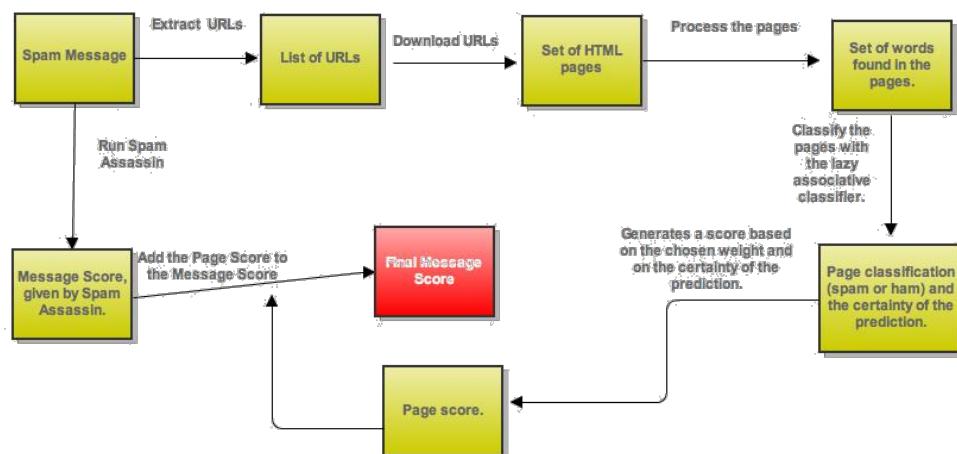 Extract URLs
Spam Message
List of URLs
Download URLs
Set of HTML
pages
Process the pages
Set of words
found in the
pages.
Run Spam
Assassin
Classify the
pages with
the lazy
associative
classifier.
Message Score,
given by Spam
Assassin.
Add the Page Score to
the Message Score
Final Message
Score
Generates a score based
on the chosen weight and
on the certainty of the
prediction.
Page classification
(spam or ham) and
the certainty of the
prediction.
Page score.